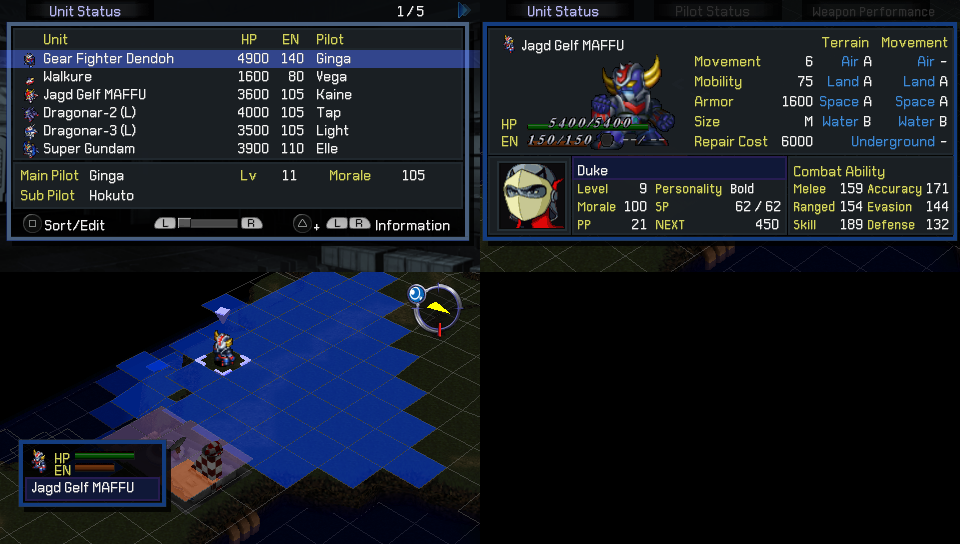 Unit Status
1/5
Unit HP EN Pilot
Gear Fighter Dendoh 4900 140 Ginga
Walkure 1600 80 Vega
Jagd Gelf MAFFU 3600 105 Kaine
Dragonar-2 (L) 4000 105 Tap
Dragonar-3 (L) 3500 105 Light
Super Gundam 3900 110 Elle
Main Pilot Ginga Lv 11 Morale 105
Sub Pilot Hokuto
Sort/Edit L R + L R Information
Unit Status Pilot Status Weapon Performance
Jagd Gelf MAFFU
Terrain Movement
Movement 6 Air A Air -
Mobility 75 Land A Land A
Armor 1600 Space A Space A
Size M Water B Water B
Repair Cost 6000 Underground -
HP 5400/5400
EN 150/150 --/--
Duke
Level 9 Personality Bold
Morale 100 SP 62/62
PP 21 NEXT 450
Combat Ability
Melee 159 Accuracy 171
Ranged 154 Evasion 144
Skill 189 Defense 132
HP
EN
Jagd Gelf MAFFU